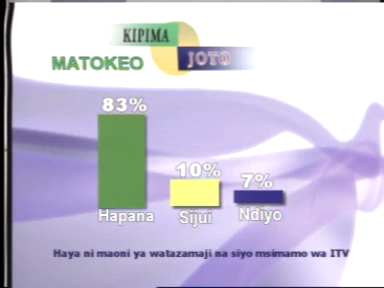 KIPIMA
JOTO
MATOKEO
83%
10%
7%
Hapana
Sijui
Ndiyo
Haya ni maoni ya watazamaji na siyo msimamo wa ITV